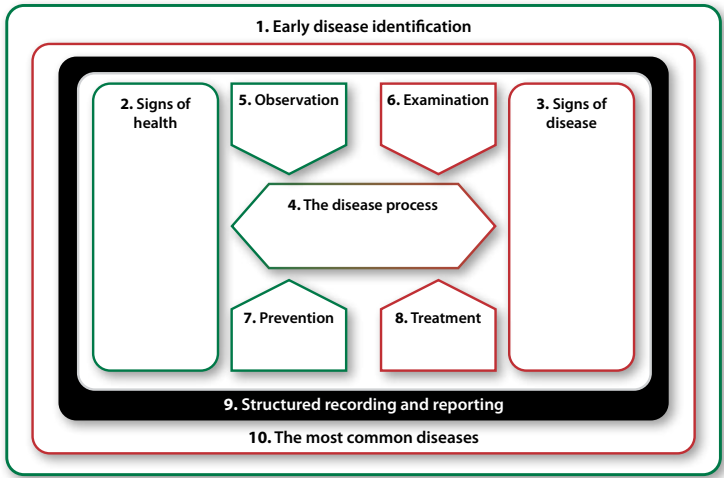 1. Early disease identification
2. Signs of
health
5. Observation
6. Examination
3. Signs of
disease
4. The disease process
7. Prevention
8. Treatment
9. Structured recording and reporting
10. The most common diseases